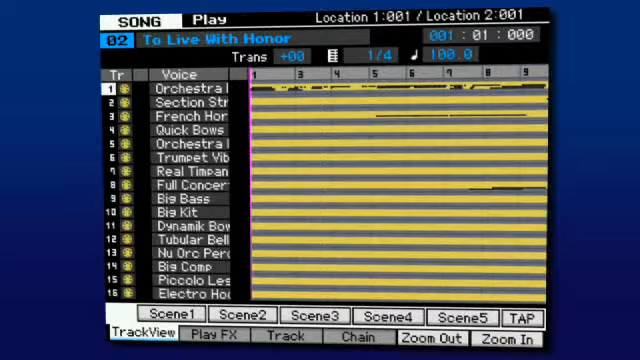 SONG Play Location 1:001 / Location 2:001
02 To Live With Honor 001 : 01 : 000
Trans +00 1/4 ♩ 100.0
Tr Voice 1 3 4 5 6 7 8 9
1 Orchestra
2 Section Str
3 French Hor
4 Quick Bows
5 Orchestra
6 Trumpet Vib
7 Real Timpan
8 Full Concer
9 Big Bass
10 Big Kit
11 Dynamik Bow
12 Tubular Bell
13 Nu Orc Perc
14 Big Comp
15 Piccolo Les
16 Electro Hoo
Scene1 Scene2 Scene3 Scene4 Scene5 TAP
TrackView Play FX Track Chain Zoom Out Zoom In